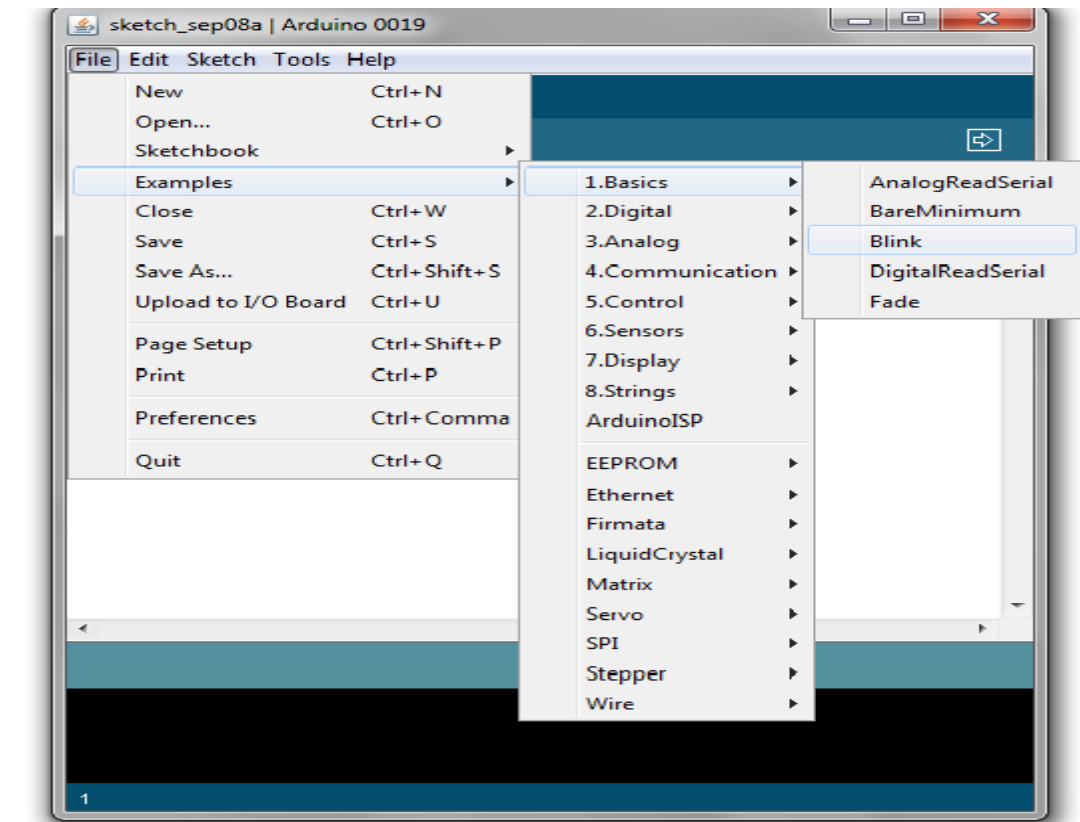 sketch_sep08a | Arduino 0019
File Edit Sketch Tools Help
New Ctrl+N
Open... Ctrl+O
Sketchbook
Examples
Close Ctrl+W
Save Ctrl+S
Save As... Ctrl+Shift+S
Upload to I/O Board Ctrl+U
Page Setup Ctrl+Shift+P
Print Ctrl+P
Preferences Ctrl+Comma
Quit Ctrl+Q
1.Basics
2.Digital
3.Analog
4.Communication
5.Control
6.Sensors
7.Display
8.Strings
ArduinoISP
EEPROM
Ethernet
Firmata
LiquidCrystal
Matrix
Servo
SPI
Stepper
Wire
AnalogReadSerial
BareMinimum
Blink
DigitalReadSerial
Fade
1